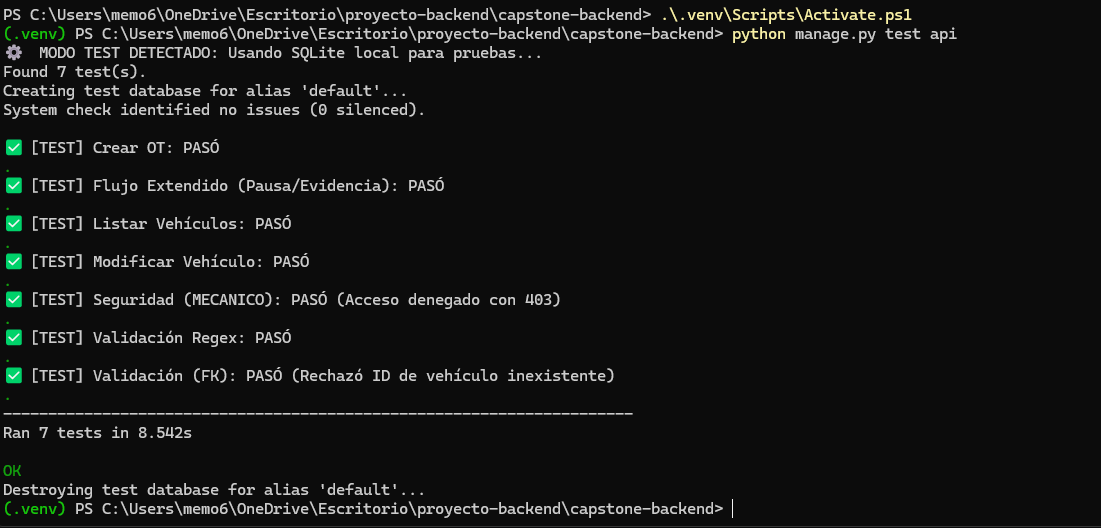 PS C:\Users\memo6\OneDrive\Escritorio\proyecto-backend\capstone-backend> .\.venv\Scripts\Activate.ps1
(.venv) PS C:\Users\memo6\OneDrive\Escritorio\proyecto-backend\capstone-backend> python manage.py test api
⚙️ MODO TEST DETECTADO: Usando SQLite local para pruebas...
Found 7 test(s).
Creating test database for alias 'default'...
System check identified no issues (0 silenced).
✅ [TEST] Crear OT: PASÓ
.
✅ [TEST] Flujo Extendido (Pausa/Evidencia): PASÓ
.
✅ [TEST] Listar Vehículos: PASÓ
.
✅ [TEST] Modificar Vehículo: PASÓ
.
✅ [TEST] Seguridad (MECANICO): PASÓ (Acceso denegado con 403)
.
✅ [TEST] Validación Regex: PASÓ
.
✅ [TEST] Validación (FK): PASÓ (Rechazó ID de vehículo inexistente)
.
----------------------------------------------------------------------
Ran 7 tests in 8.542s
OK
Destroying test database for alias 'default'...
(.venv) PS C:\Users\memo6\OneDrive\Escritorio\proyecto-backend\capstone-backend>